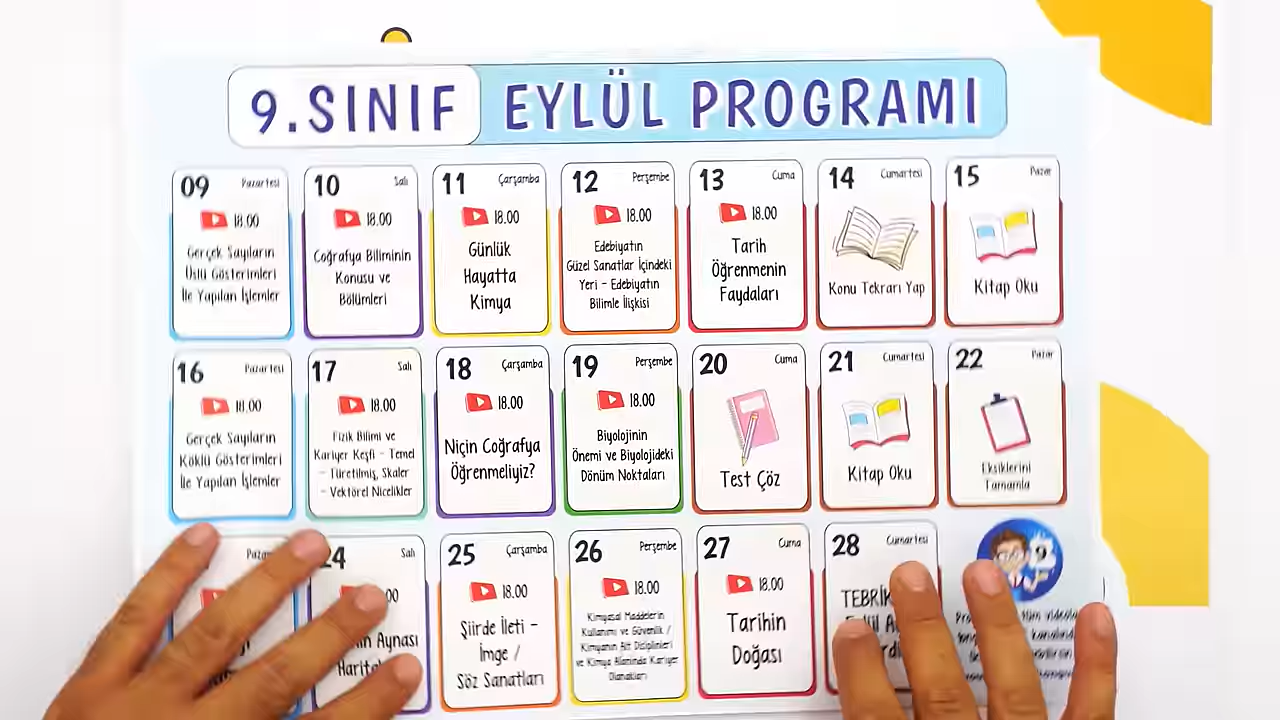 9.SINIF EYLÜL PROGRAMI
09 Pazartesi
18.00
Gerçek Sayıların
Üslü Gösterimleri
İle Yapılan İşlemler
10 Salı
18.00
Coğrafya Biliminin
Konusu ve
Bölümleri
11 Çarşamba
18.00
Günlük
Hayatta
Kimya
12 Perşembe
18.00
Edebiyatın
Güzel Sanatlar İçindeki
Yeri - Edebiyatın
Bilimle İlişkisi
13 Cuma
18.00
Tarih
Öğrenmenin
Faydaları
14 Cumartesi
Konu Tekrarı Yap
15 Pazar
Kitap Oku
16 Pazartesi
18.00
Gerçek Sayıların
Köklü Gösterimleri
İle Yapılan İşlemler
17 Salı
18.00
Fizik Bilimi ve
Kariyer Keşfi - Temel
- Türetilmiş, Skaler
- Vektörel Nicelikler
18 Çarşamba
18.00
Niçin Coğrafya
Öğrenmeliyiz?
19 Perşembe
18.00
Biyolojinin
Önemi ve Biyolojideki
Dönüm Noktaları
20 Cuma
Test Çöz
21 Cumartesi
Kitap Oku
22 Pazar
Eksiklerini
Tamamla
24 Salı
Aynası
25 Çarşamba
18.00
Şiirde İleti -
İmge /
Söz Sanatları
26 Perşembe
18.00
Kimyasal Maddelerin
Kullanımı ve Güvenlik /
Kimyanın Alt Disiplinleri
ve Kimya Alanında Kariyer
Olanakları
27 Cuma
18.00
Tarihin
Doğası
28 Cumartesi
TEBRİK